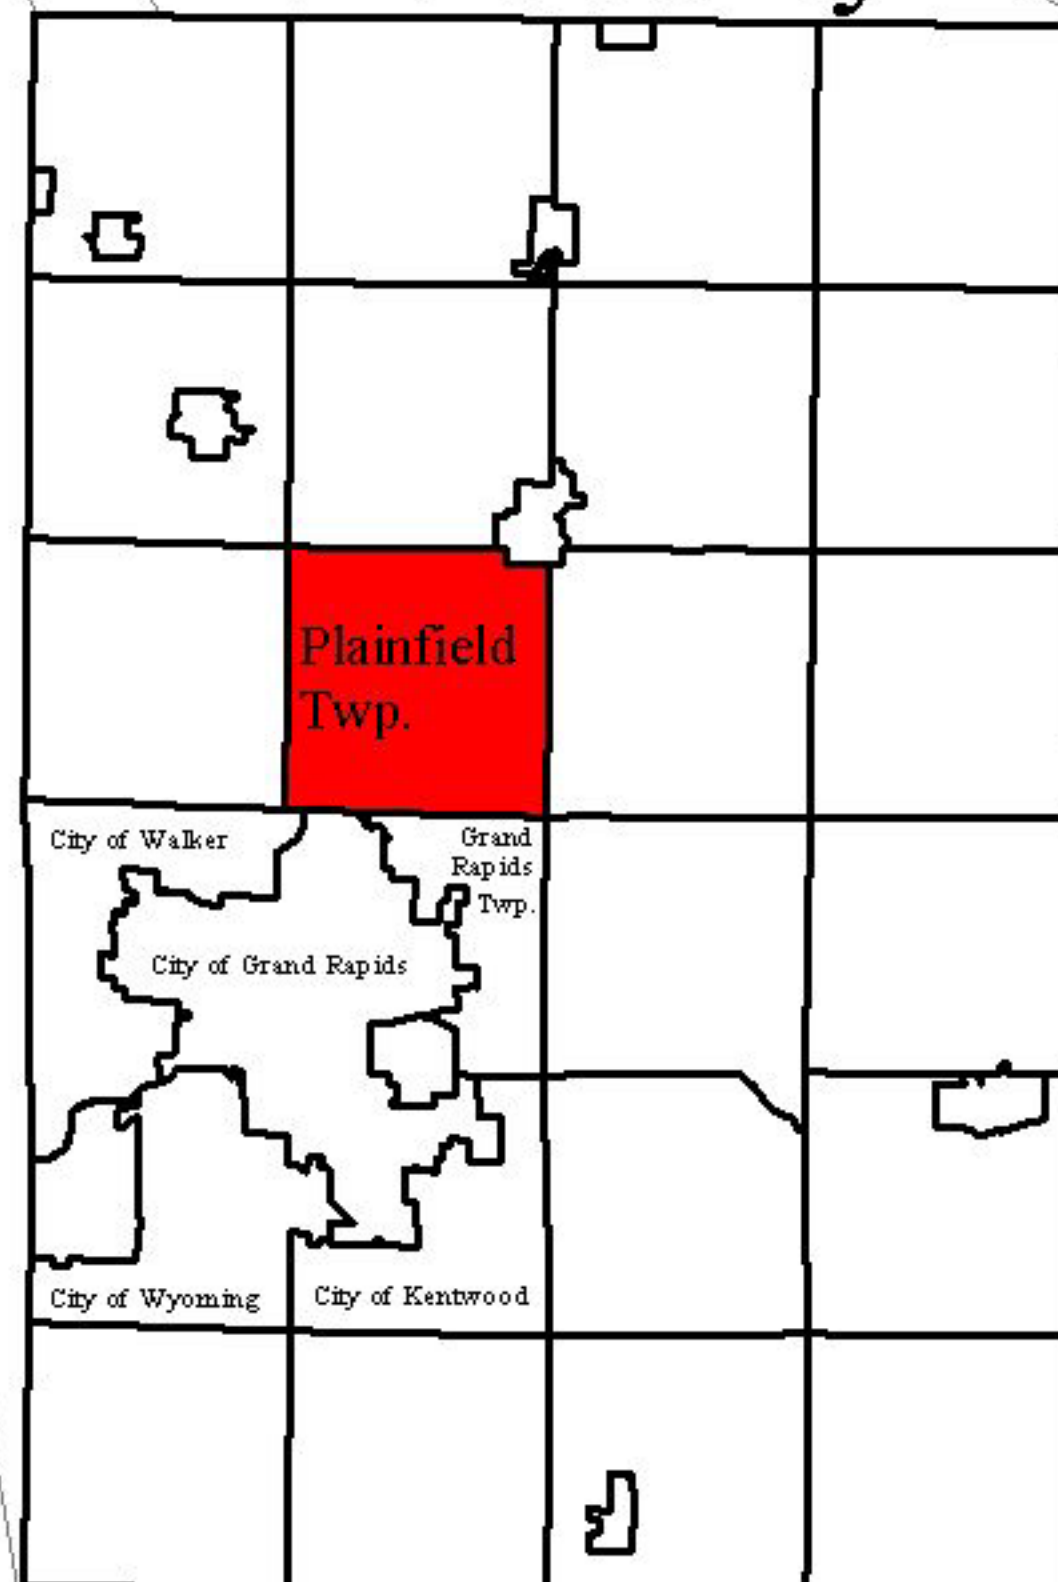 Plainfield
Twp.
City of Walker
Grand
Rapids
Twp.
City of Grand Rapids
City of Wyoming
City of Kentwood